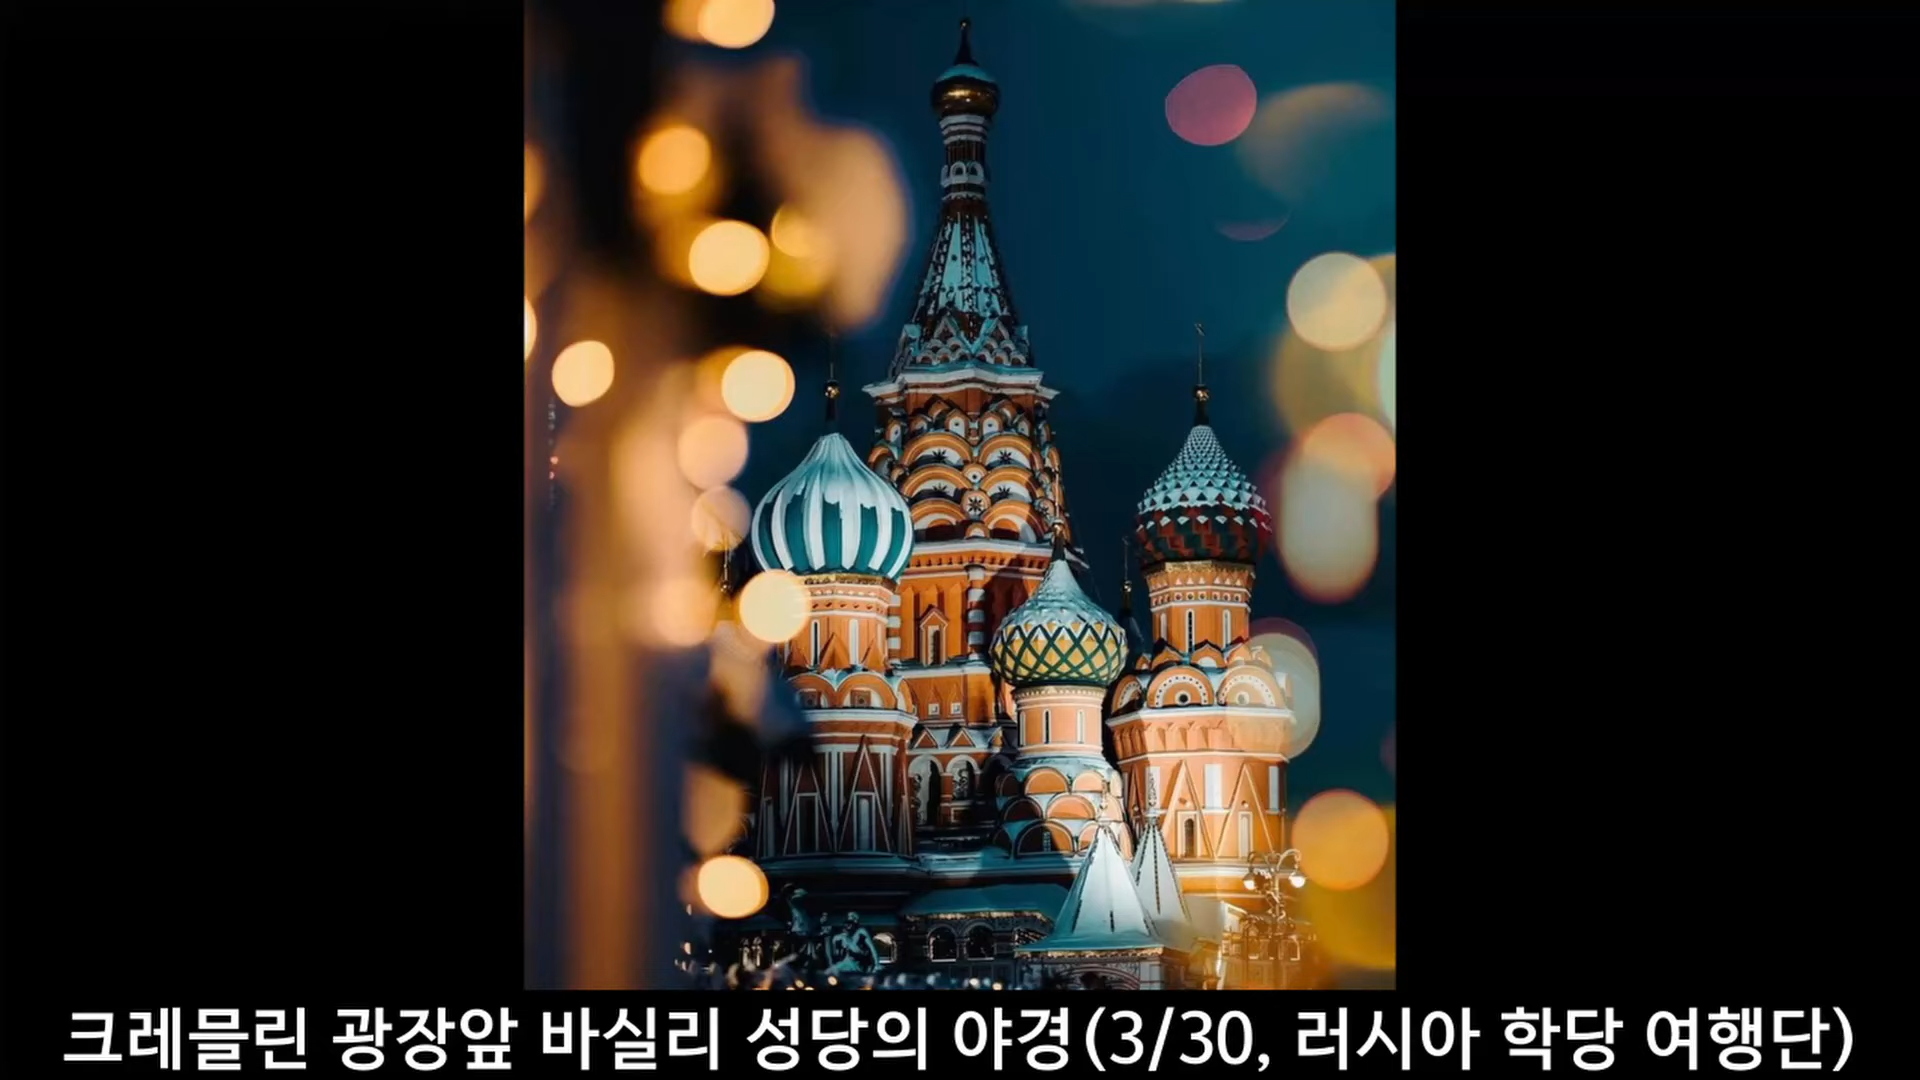 크레믈린 광장앞 바실리 성당의 야경(3/30, 러시아 학당 여행단)